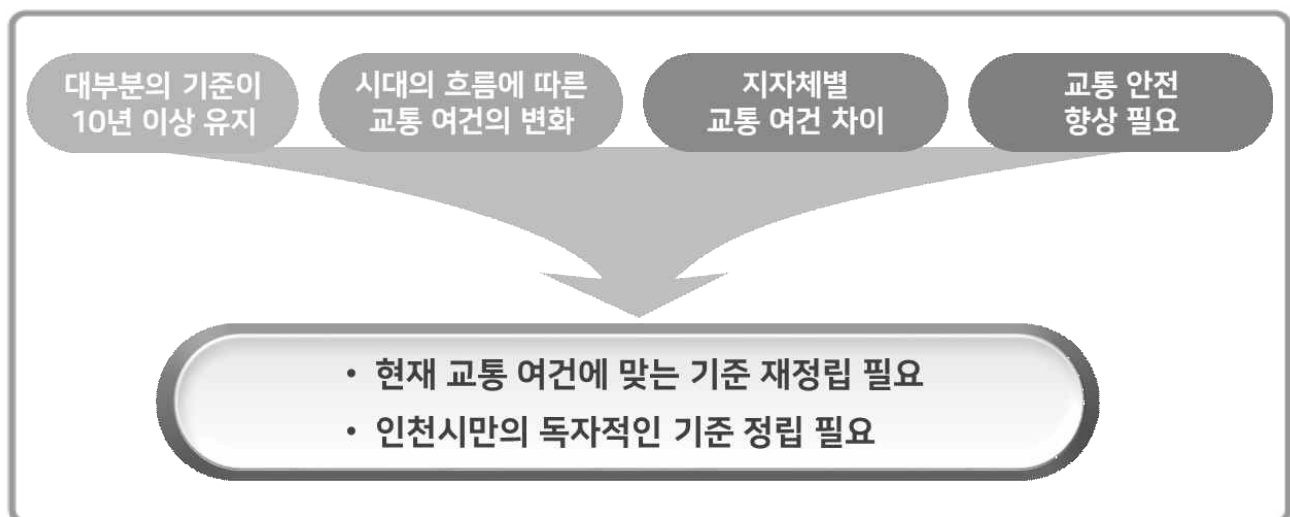 대부분의 기준이
10년 이상 유지
시대의 흐름에 따른
교통 여건의 변화
지자체별
교통 여건 차이
교통 안전
향상 필요
• 현재 교통 여건에 맞는 기준 재정립 필요
• 인천시만의 독자적인 기준 정립 필요